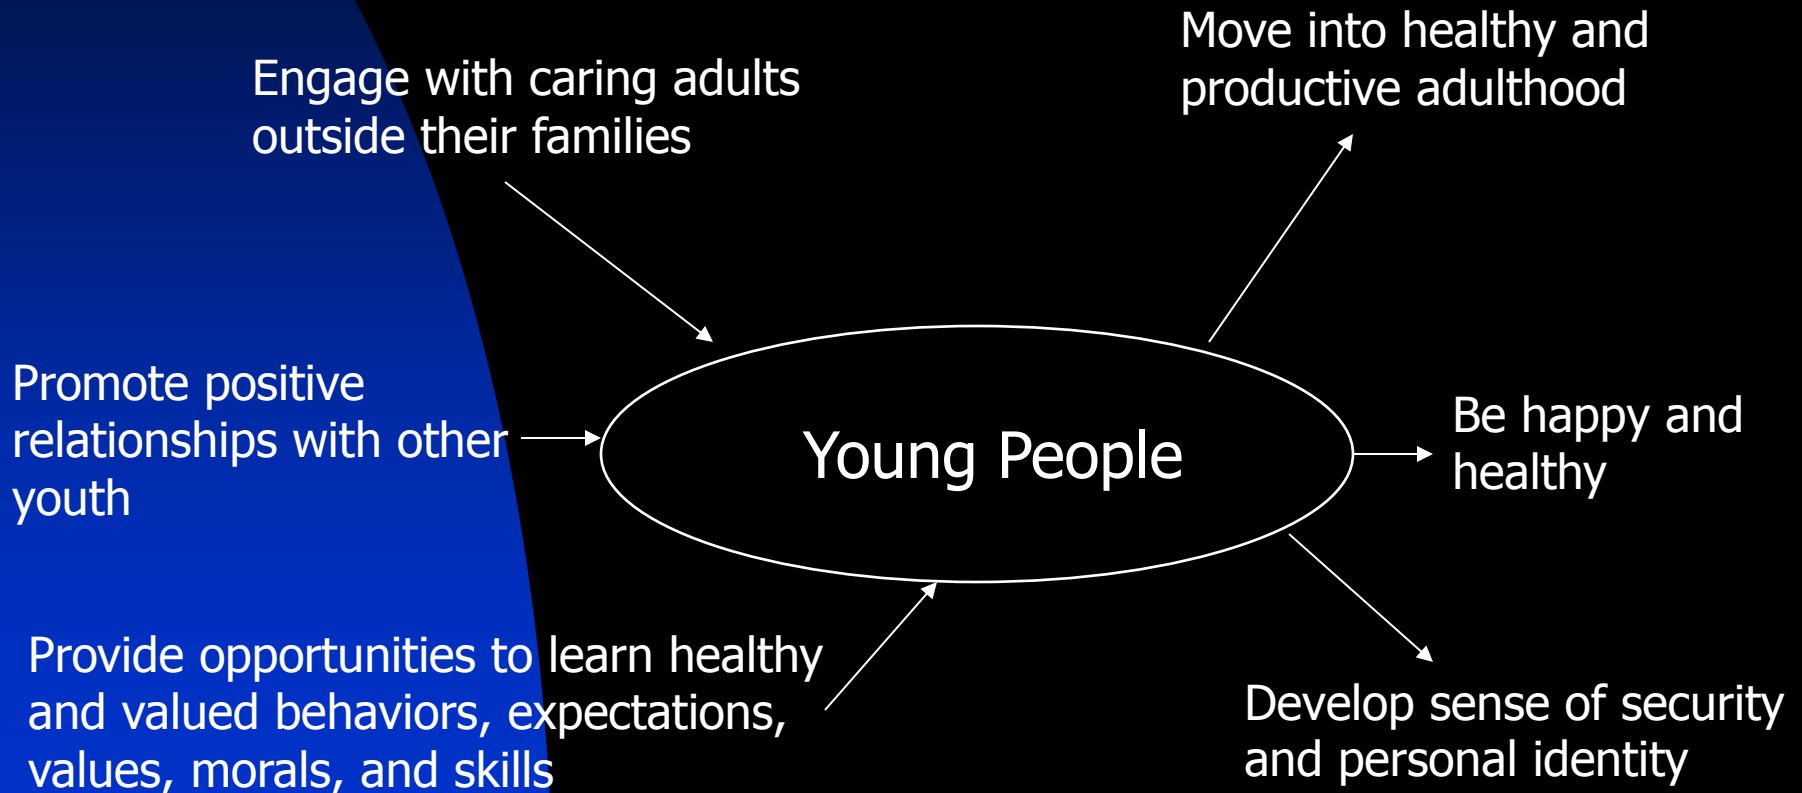 Engage with caring adults
outside their families
Move into healthy and
productive adulthood
Promote positive
relationships with other
youth
Young People
Be happy and
healthy
Provide opportunities to learn healthy
and valued behaviors, expectations,
values, morals, and skills
Develop sense of security
and personal identity